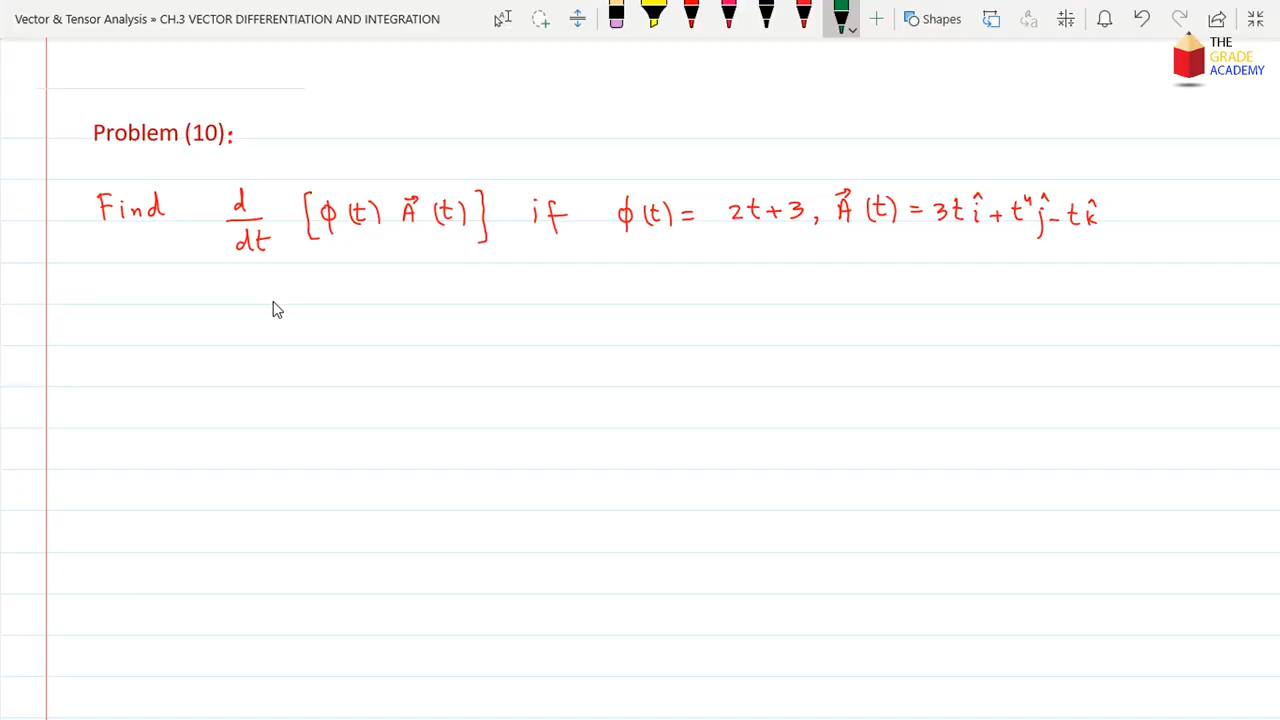 Vector & Tensor Analysis » CH.3 VECTOR DIFFERENTIATION AND INTEGRATION
Shapes
THE
GRADE
ACADEMY
Problem (10):
Find d/dt [ϕ(t) A⃗(t)] if ϕ(t) = 2t+3, A⃗(t) = 3t î + t⁴ ĵ - t k̂